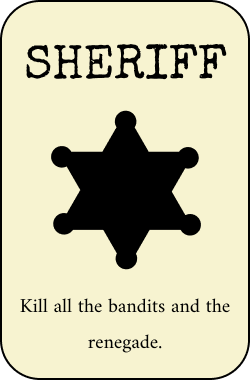 SHERIFF
Kill all the bandits and the
renegade.